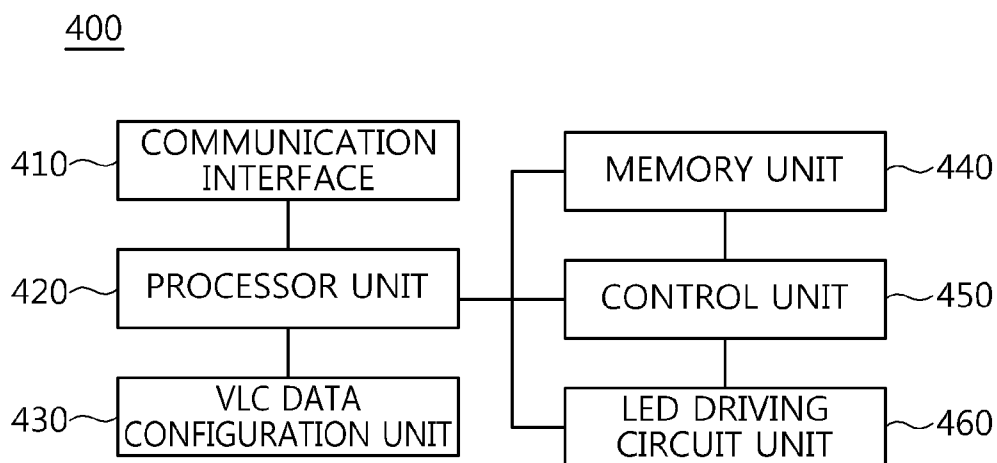 400
410
COMMUNICATION
INTERFACE
420
PROCESSOR UNIT
430
VLC DATA
CONFIGURATION UNIT
MEMORY UNIT
440
CONTROL UNIT
450
LED DRIVING
CIRCUIT UNIT
460